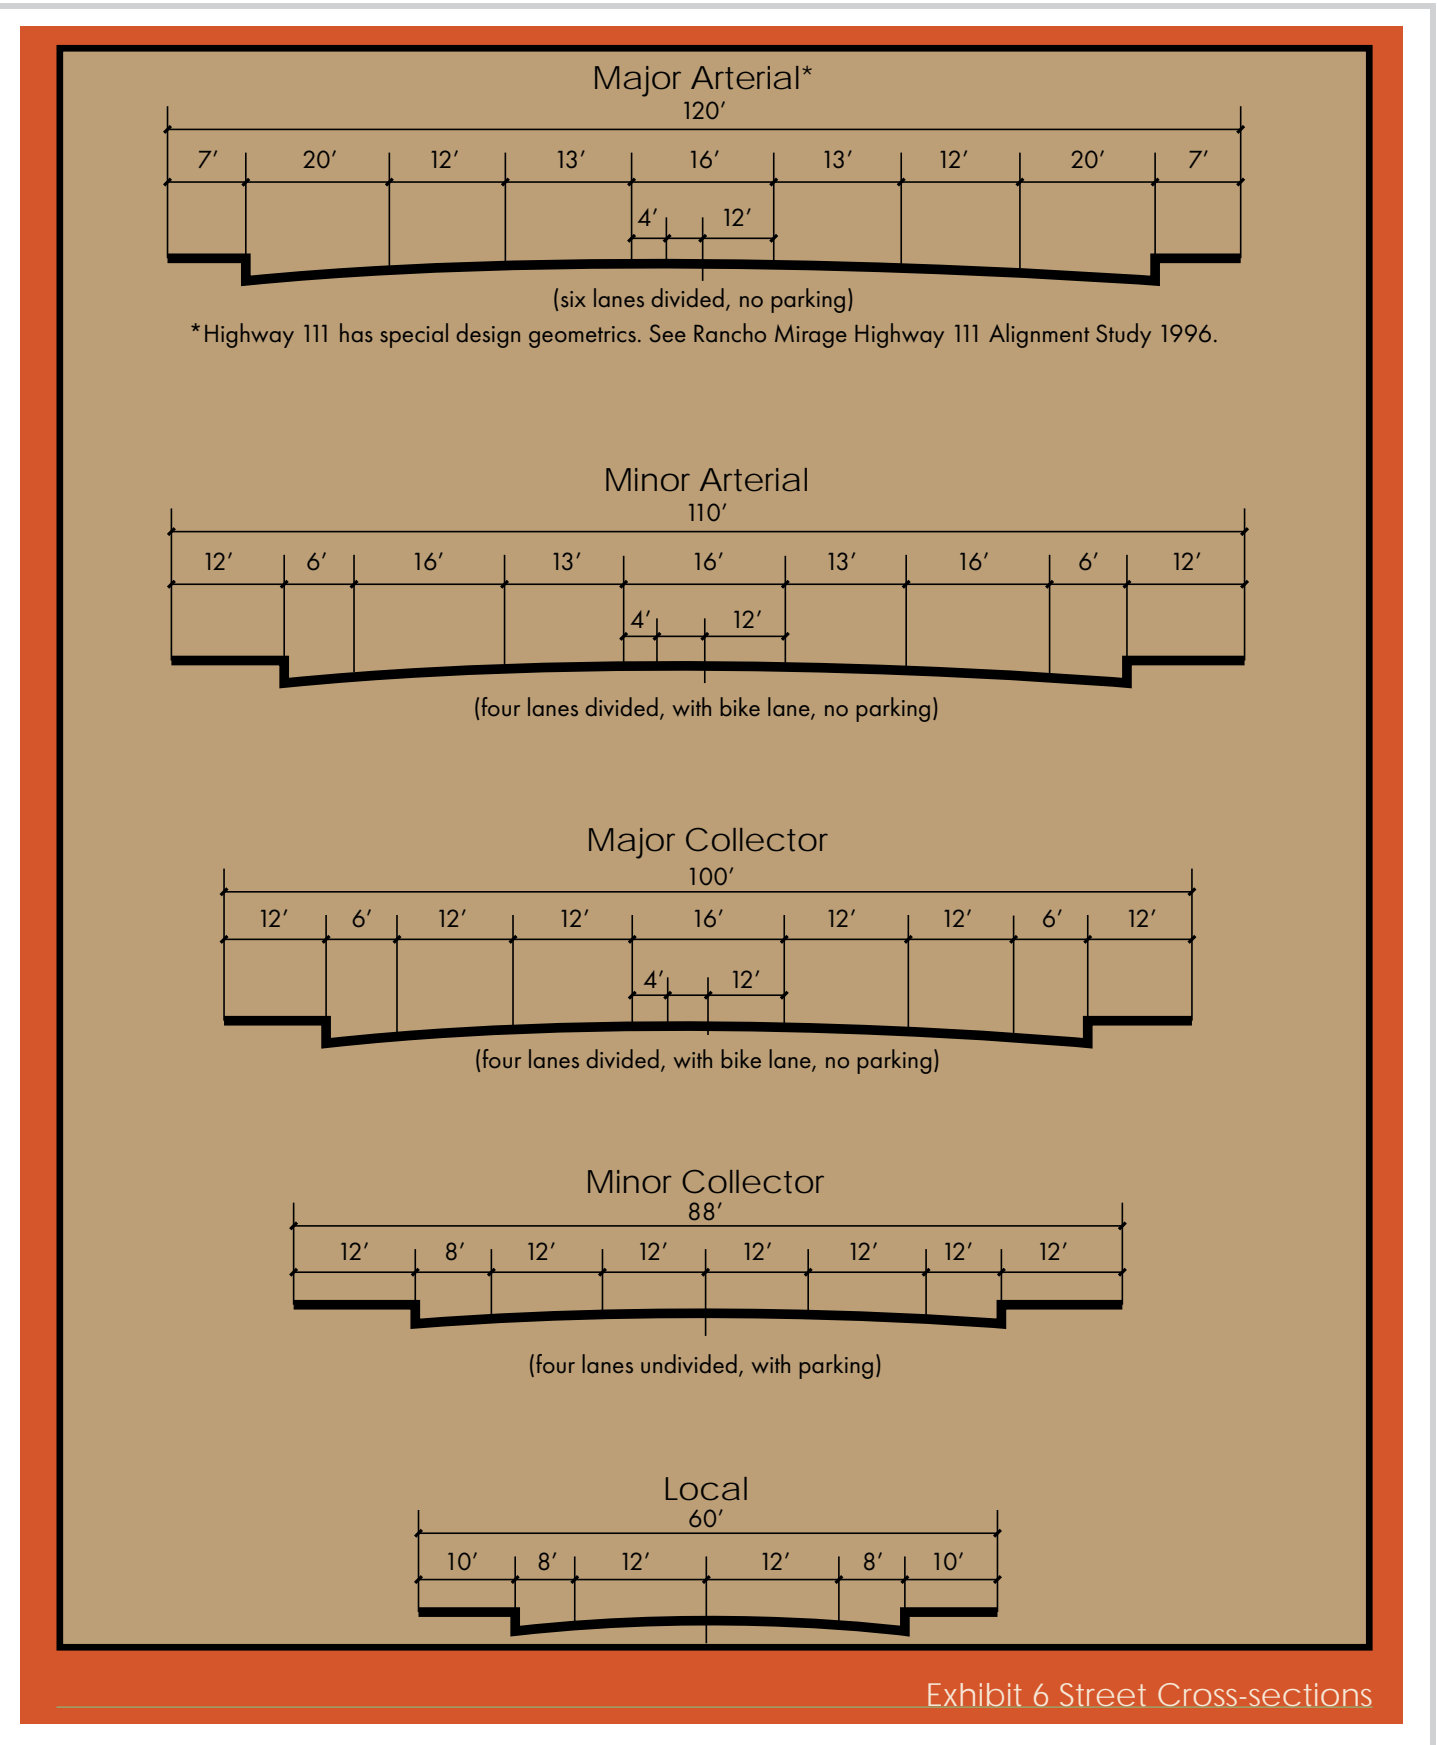 Major Arterial*
120′
7′ 20′ 12′ 13′ 16′ 13′ 12′ 20′ 7′
4′ 12′
(six lanes divided, no parking)
*Highway 111 has special design geometrics. See Rancho Mirage Highway 111 Alignment Study 1996.
Minor Arterial
110′
12′ 6′ 16′ 13′ 16′ 13′ 16′ 6′ 12′
4′ 12′
(four lanes divided, with bike lane, no parking)
Major Collector
100′
12′ 6′ 12′ 12′ 16′ 12′ 12′ 6′ 12′
4′ 12′
(four lanes divided, with bike lane, no parking)
Minor Collector
88′
12′ 8′ 12′ 12′ 12′ 12′ 12′ 12′
(four lanes undivided, with parking)
Local
60′
10′ 8′ 12′ 12′ 8′ 10′
Exhibit 6 Street Cross-sections